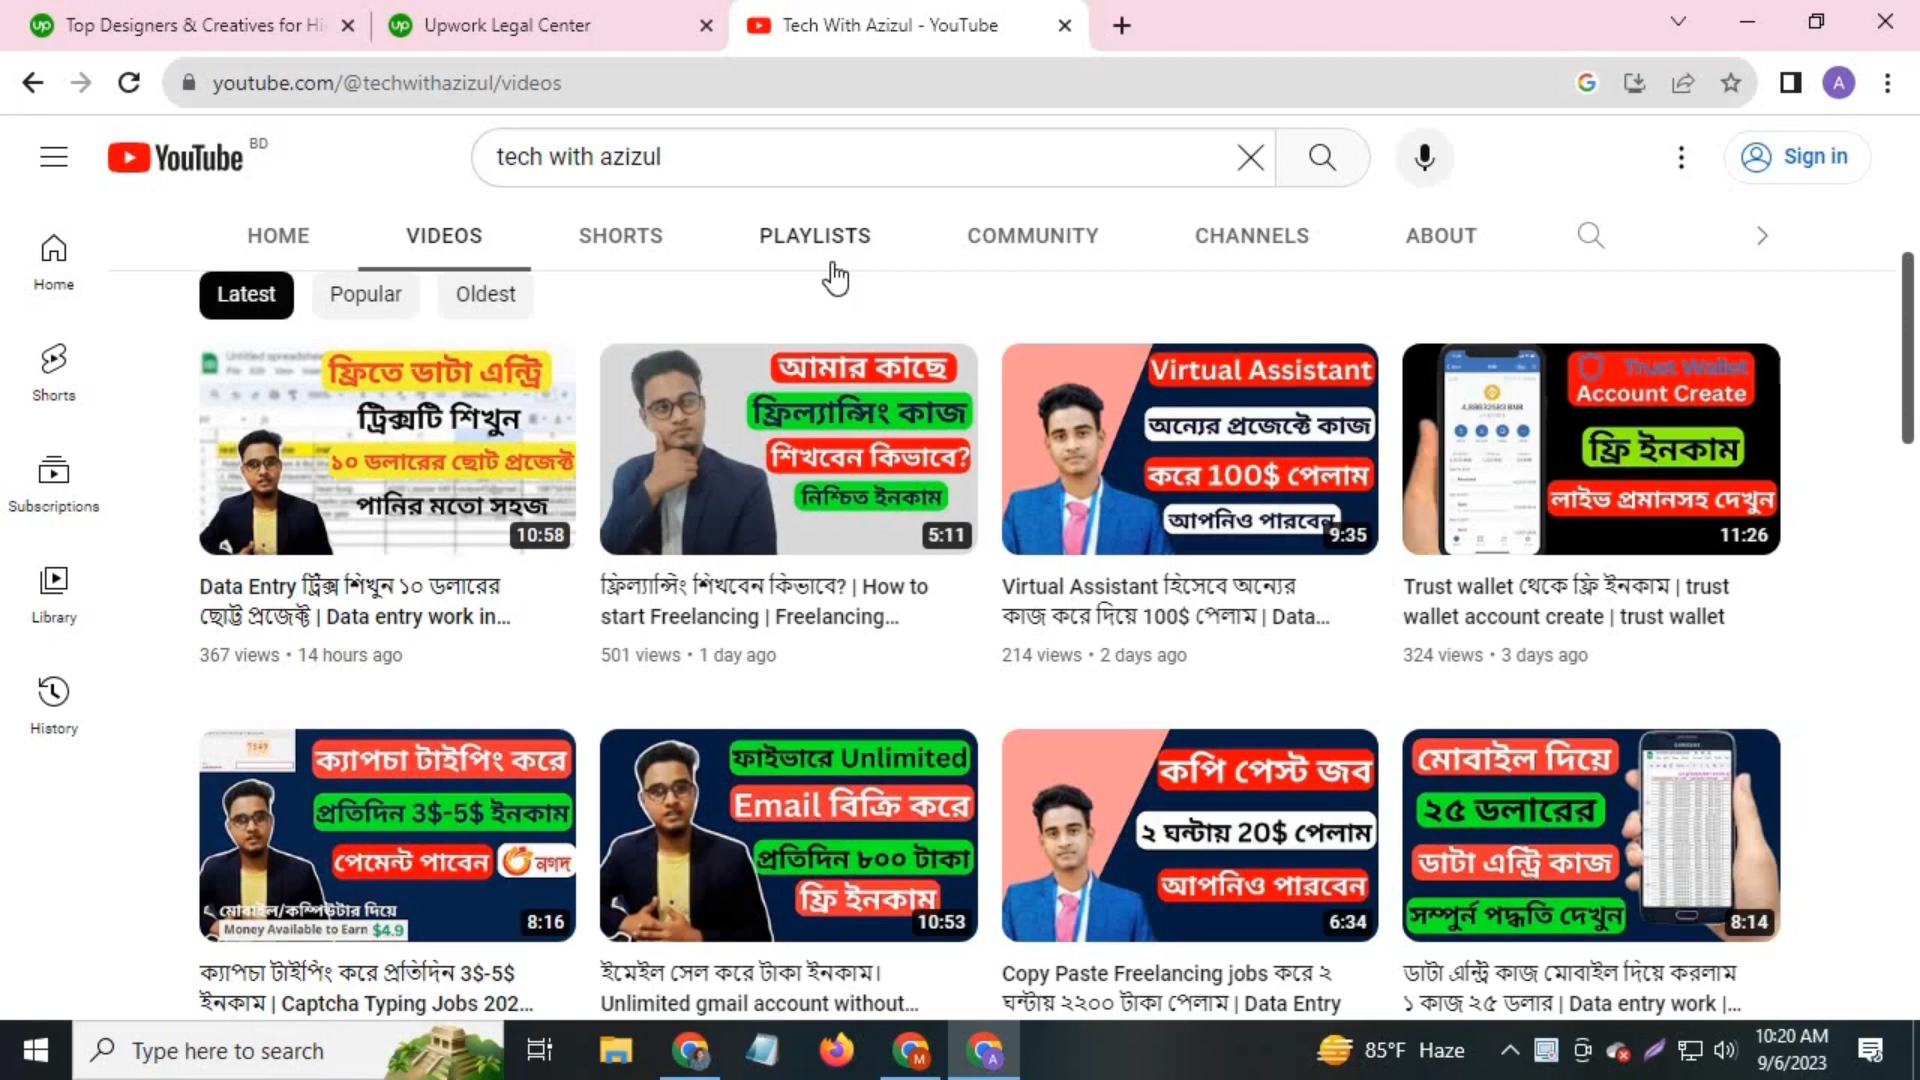 Top Designers & Creatives for Hi
Upwork Legal Center
Tech With Azizul - YouTube
youtube.com/@techwithazizul/videos
A
YouTube BD
tech with azizul
Sign in
HOME
VIDEOS
SHORTS
PLAYLISTS
COMMUNITY
CHANNELS
ABOUT
Home
Shorts
Subscriptions
Library
History
Latest
Popular
Oldest
ফ্রিতে ডাটা এন্ট্রি
ট্রিক্সটি শিখুন
১০ ডলারের ছোট প্রজেক্ট
পানির মতো সহজ
10:58
আমার কাছে
ফ্রিল্যান্সিং কাজ
শিখবেন কিভাবে?
নিশ্চিত ইনকাম
5:11
Virtual Assistant
অন্যের প্রজেক্টে কাজ
করে 100$ পেলাম
আপনিও পারবেন
9:35
Trust Wallet
Account Create
ফ্রি ইনকাম
লাইভ প্রমানসহ দেখুন
11:26
Data Entry ট্রিক্স শিখুন ১০ ডলারের
ছোট্ট প্রজেক্ট | Data entry work in...
367 views • 14 hours ago
ফ্রিল্যান্সিং শিখবেন কিভাবে? | How to
start Freelancing | Freelancing...
501 views • 1 day ago
Virtual Assistant হিসেবে অন্যের
কাজ করে দিয়ে 100$ পেলাম | Data...
214 views • 2 days ago
Trust wallet থেকে ফ্রি ইনকাম | trust
wallet account create | trust wallet
324 views • 3 days ago
ক্যাপচা টাইপিং করে
প্রতিদিন 3$-5$ ইনকাম
পেমেন্ট পাবেন নগদ
মোবাইল/কম্পিউটার দিয়ে
Money Available to Earn $4.9
8:16
ফাইভারে Unlimited
Email বিক্রি করে
প্রতিদিন ৮০০ টাকা
ফ্রি ইনকাম
10:53
কপি পেস্ট জব
২ ঘন্টায় 20$ পেলাম
আপনিও পারবেন
6:34
মোবাইল দিয়ে
২৫ ডলারের
ডাটা এন্ট্রি কাজ
সম্পুর্ন পদ্ধতি দেখুন
8:14
ক্যাপচা টাইপিং করে প্রতিদিন 3$-5$
ইনকাম | Captcha Typing Jobs 202...
ইমেইল সেল করে টাকা ইনকাম।
Unlimited gmail account without...
Copy Paste Freelancing jobs করে ২
ঘন্টায় ২২০০ টাকা পেলাম | Data Entry
ডাটা এন্ট্রি কাজ মোবাইল দিয়ে করলাম
১ কাজ ২৫ ডলার | Data entry work |...
Type here to search
85°F Haze
10:20 AM
9/6/2023